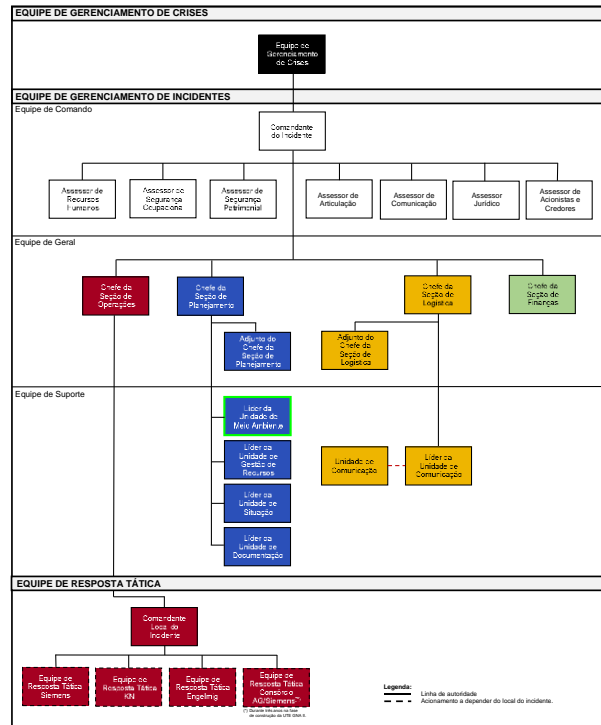 EQUIPE DE GERENCIAMENTO DE CRISES
Equipe de
Gerenciamento
de Crises
EQUIPE DE GERENCIAMENTO DE INCIDENTES
Equipe de Comando
Comandante
do Incidente
Assessor de
Recursos
Humanos
Assessor de
Segurança
Ocupacional
Assessor de
Segurança
Patrimonial
Assessor de
Articulação
Assessor de
Comunicação
Assessor
Jurídico
Assessor de
Acionistas e
Credores
Equipe de Geral
Chefe da
Seção de
Operações
Chefe da
Seção de
Planejamento
Chefe da
Seção de
Logística
Chefe da
Seção de
Finanças
Adjunto do
Chefe da
Seção de
Planejamento
Adjunto do
Chefe da
Seção de
Logística
Equipe de Suporte
Líder da
Unidade de
Meio Ambiente
Líder da
Unidade de
Gestão de
Recursos
Líder da
Unidade de
Situação
Líder da
Unidade de
Documentação
Unidade de
Comunicação
Líder da
Unidade de
Comunicação
EQUIPE DE RESPOSTA TÁTICA
Comandante
Local do
Incidente
Equipe de
Resposta Tática
Siemens
Equipe de
Resposta Tática
KN
Equipe de
Resposta Tática
Engelmig
Equipe de
Resposta Tática
Consórcio
AG/Siemens(*)
de construção da UTE GNA II.
Legenda:
Linha de autoridade
Acionamento a depender do local do incidente.